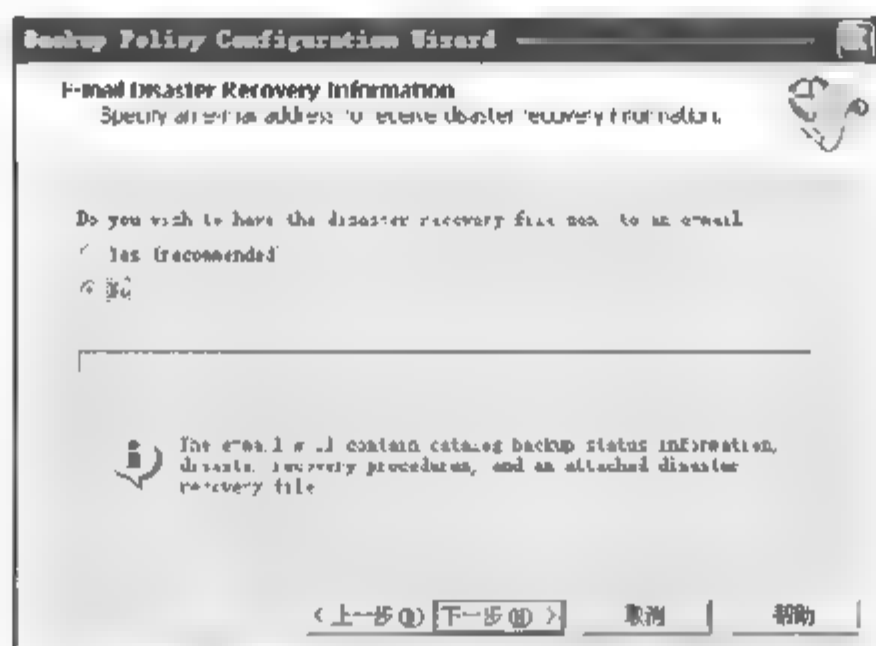 Backup Policy Configuration Wizard
E-mail Disaster Recovery Information
Specify an e-mail address to receive disaster recovery information.
Do you wish to have the disaster recovery file sent to an e-mail
Yes (recommended)
No
The e-mail will contain catalog backup status information,
disaster recovery procedures, and an attached disaster
recovery file
< 上一步(B)
下一步(N) >
取消
帮助